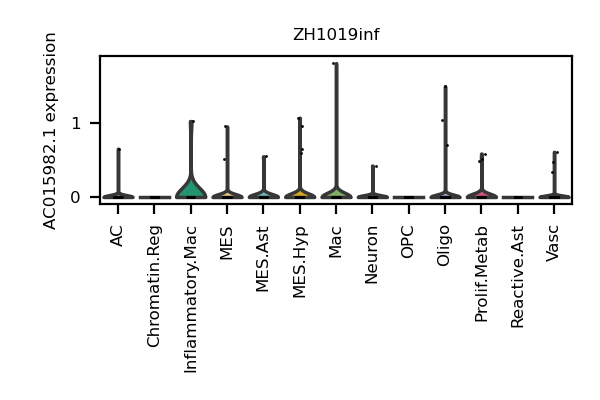 ZH1019inf
AC015982.1 expression
1
0
AC
Chromatin.Reg
Inflammatory.Mac
MES
MES.Ast
MES.Hyp
Mac
Neuron
OPC
Oligo
Prolif.Metab
Reactive.Ast
Vasc